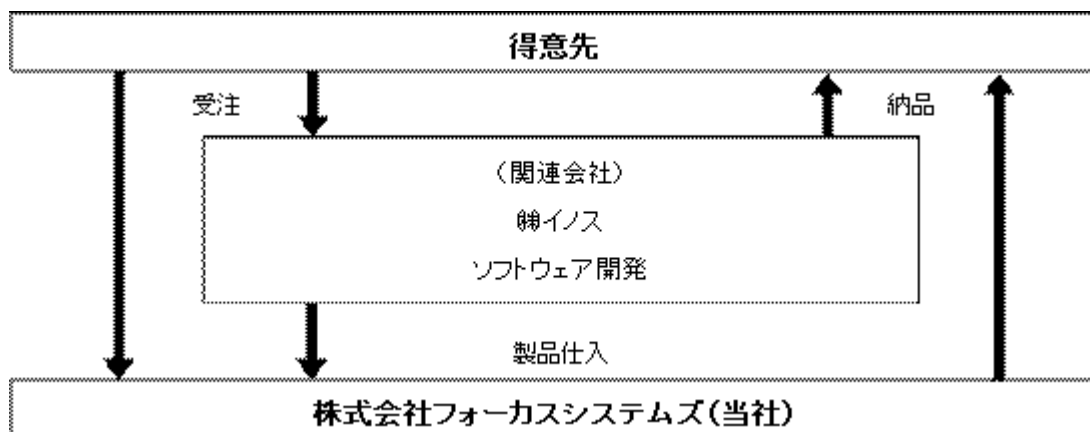 得意先
受注
納品
（関連会社）
㈱イノス
ソフトウェア開発
製品仕入
株式会社フォーカスシステムズ（当社）